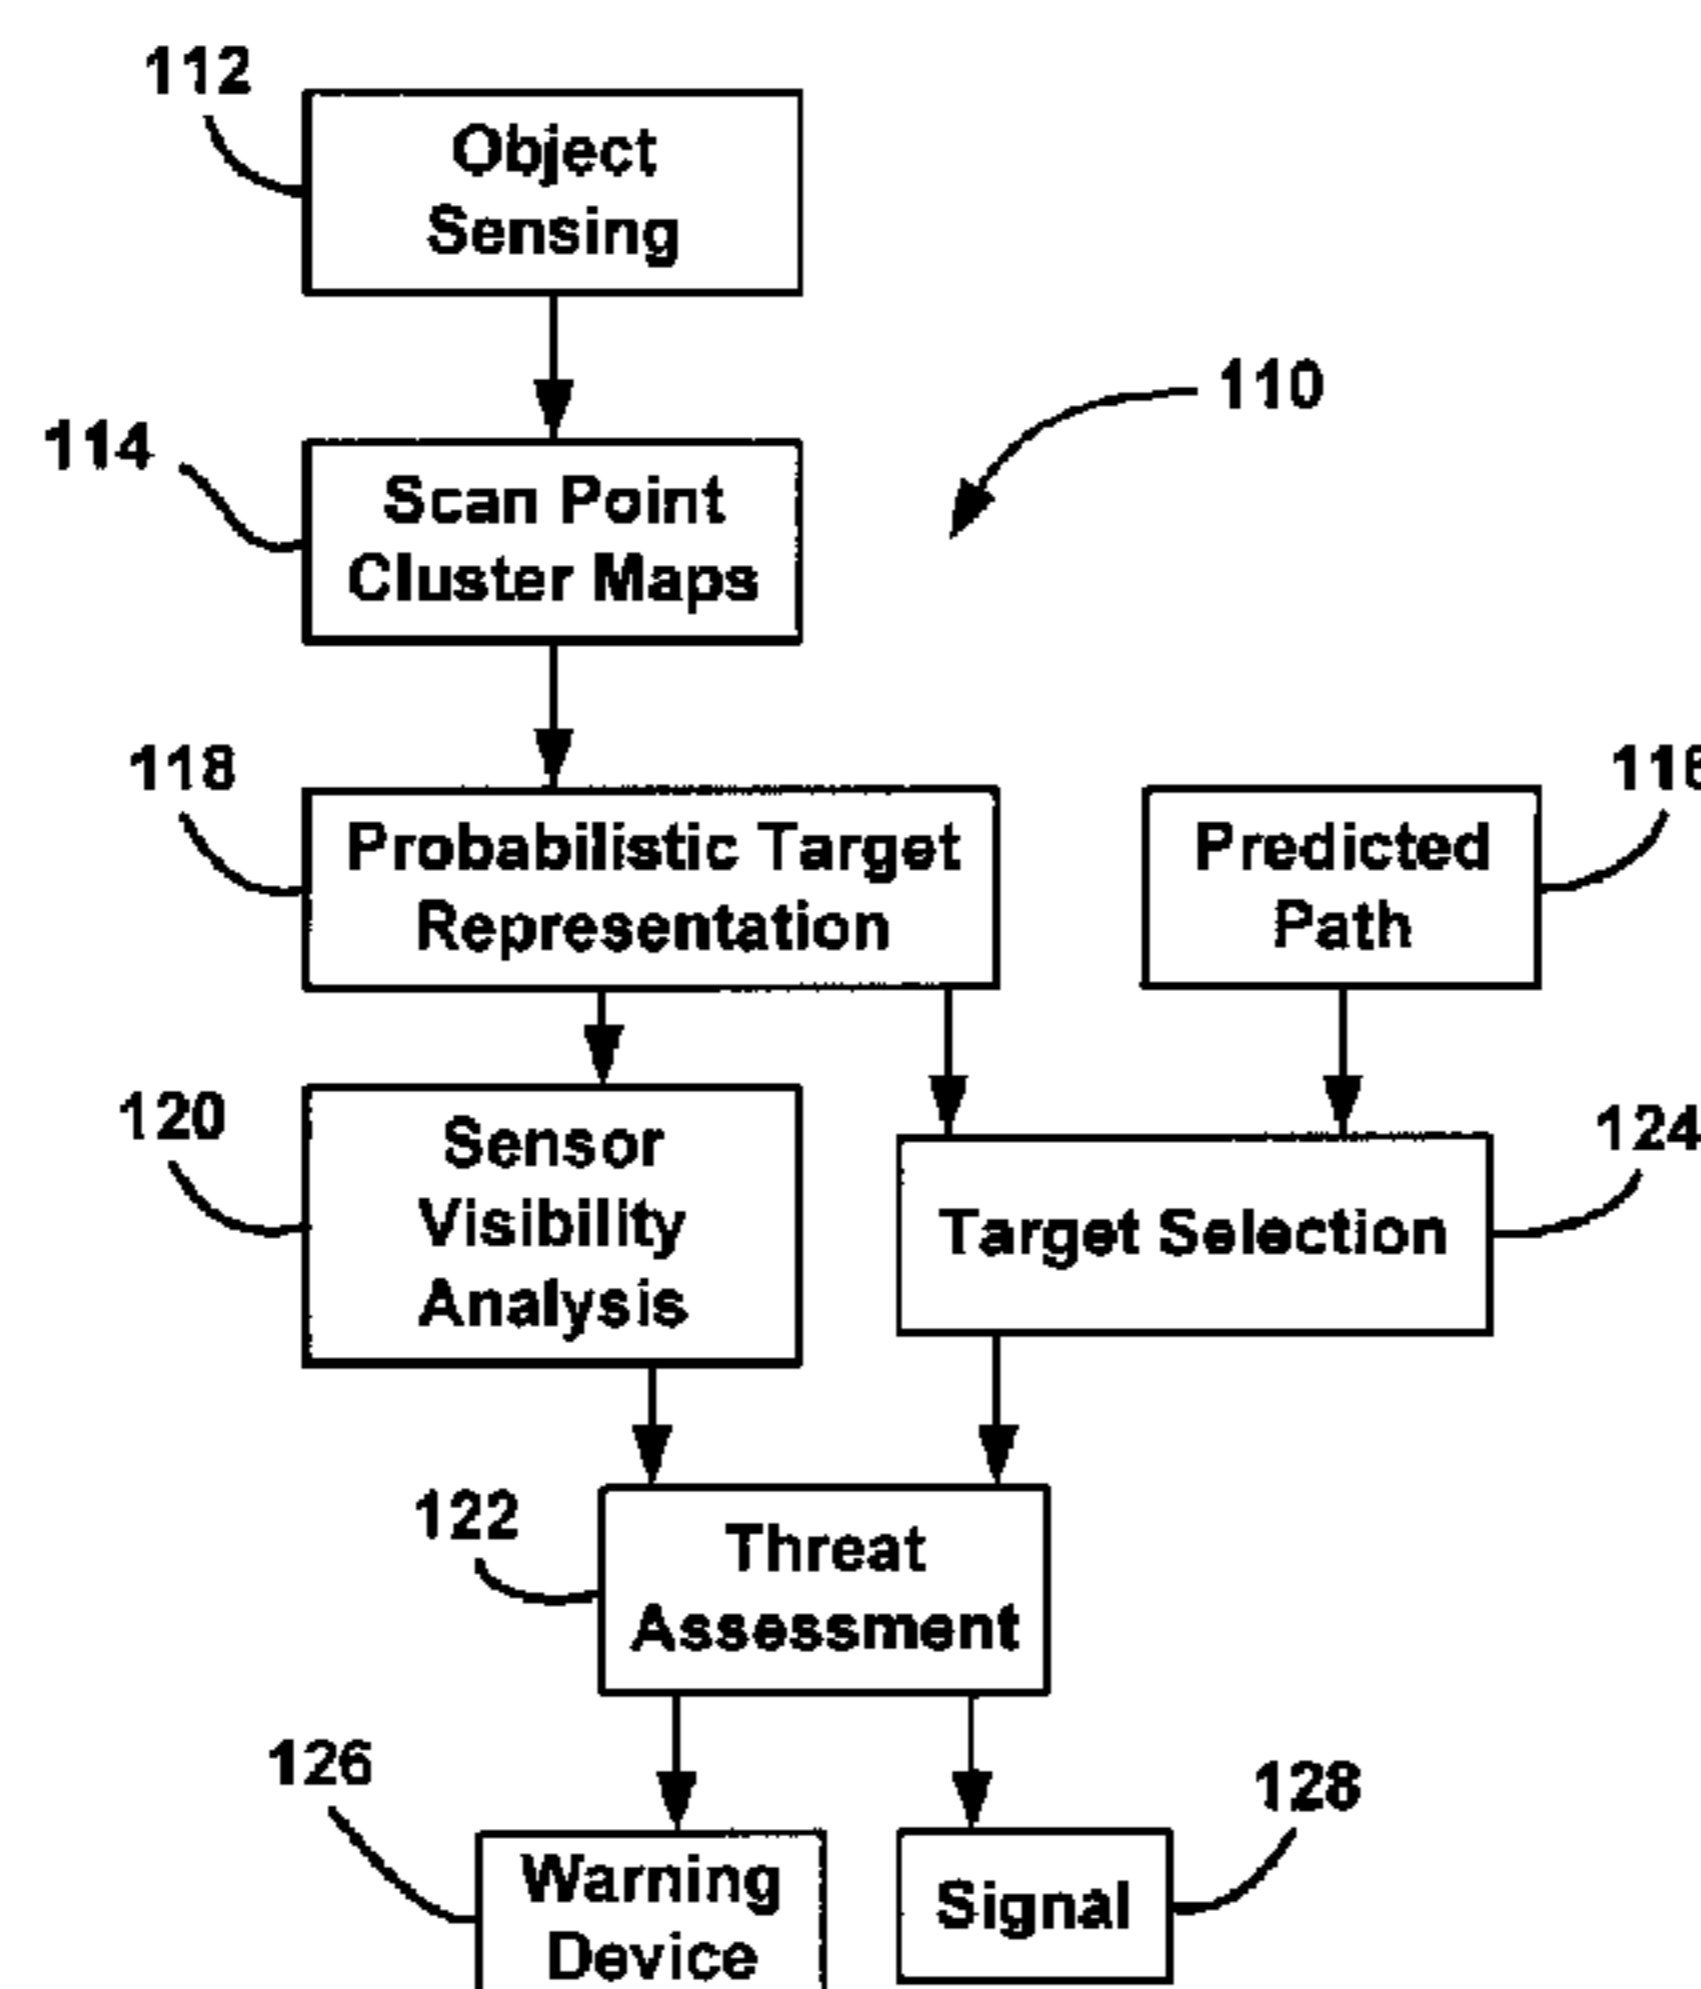 112
Object
Sensing
110
114
Scan Point
Cluster Maps
118
Probabilistic Target
Representation
Predicted
Path
120
Sensor
Visibility
Analysis
124
Target Selection
122
Threat
Assessment
126
Warning
Device
128
Signal